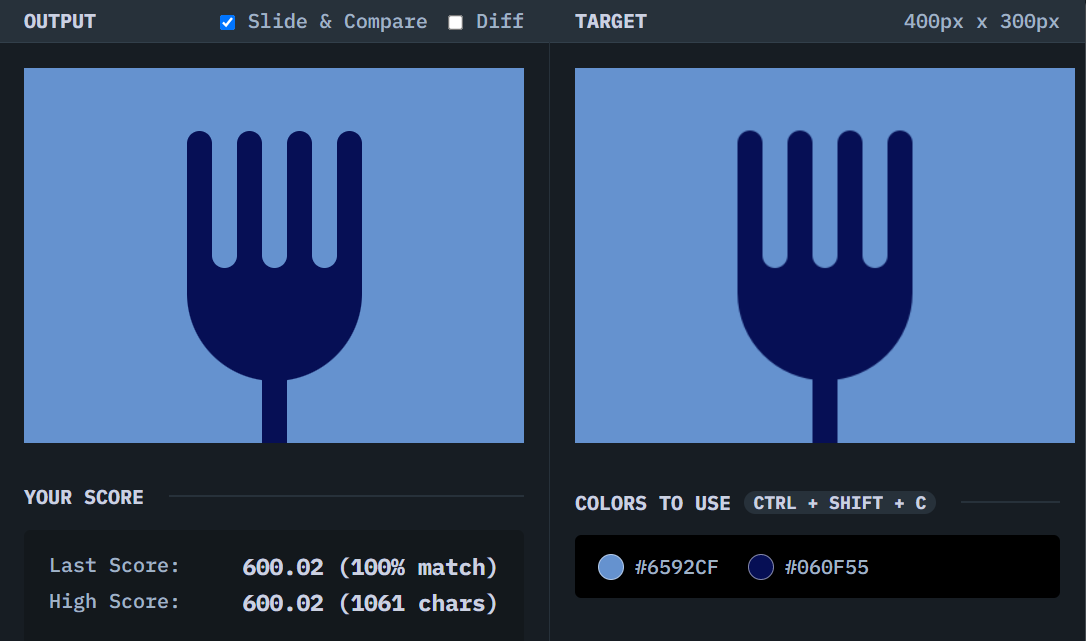 OUTPUT
Slide & Compare
Diff
TARGET
400px x 300px
YOUR SCORE
Last Score: 600.02 (100% match)
High Score: 600.02 (1061 chars)
COLORS TO USE CTRL + SHIFT + C
#6592CF #060F55